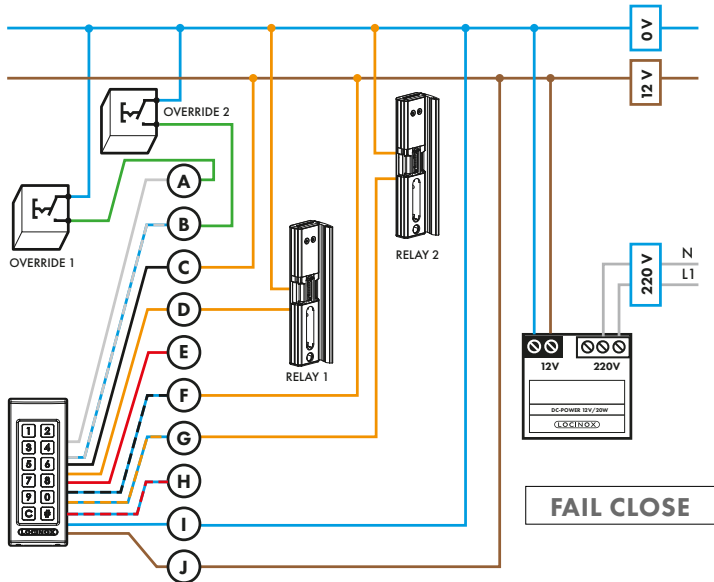 0 V
12 V
OVERRIDE 2
A
B
OVERRIDE 1
C
RELAY 2
D
220 V
N
L1
E
RELAY 1
12V
220V
F
DC-POWER 12V/20W
LOCINOX
G
1 2
3 4
5 6
7 8
9 0
C #
LOCINOX
H
FAIL CLOSE
I
J